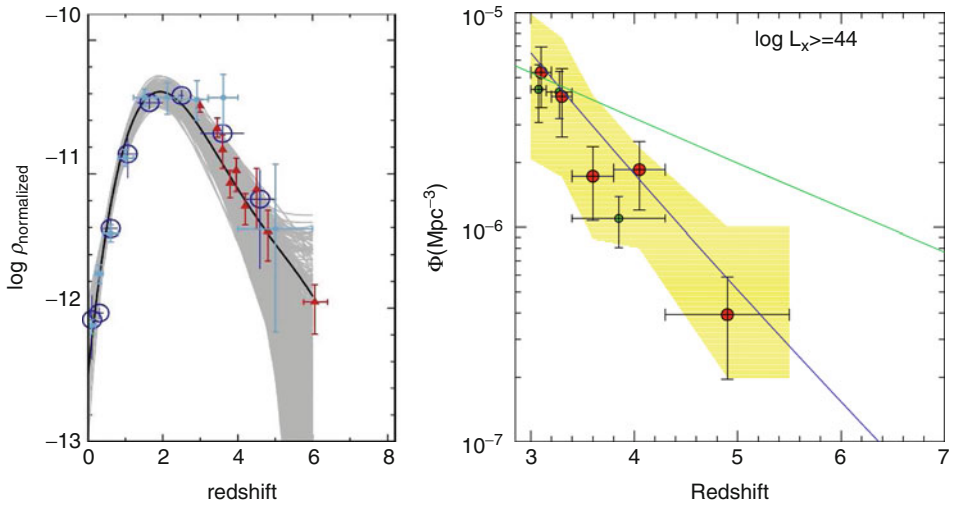 −10
−11
−12
−13
log ρnormalized
0 2 4 6 8
redshift
10⁻⁵
10⁻⁶
10⁻⁷
Φ(Mpc⁻³)
log Lx>=44
3 4 5 6 7
Redshift